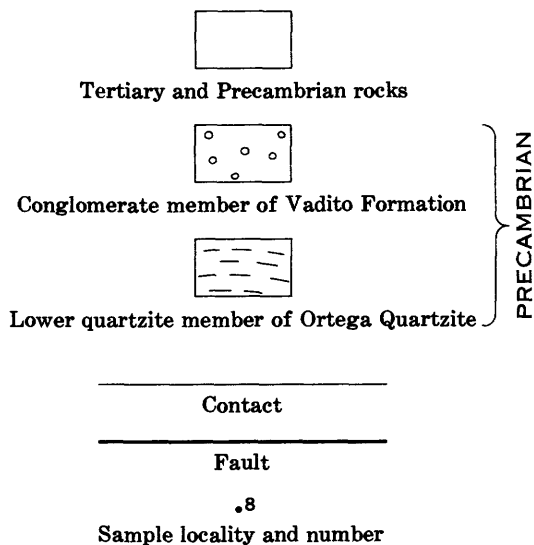 Tertiary and Precambrian rocks
Conglomerate member of Vadito Formation
Lower quartzite member of Ortega Quartzite
PRECAMBRIAN
Contact
Fault
.8
Sample locality and number